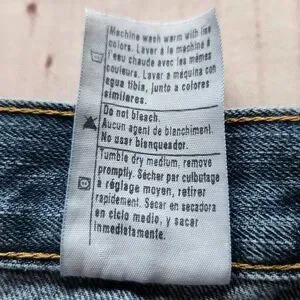 Machine wash warm with like
colors. Laver à la machine à
l'eau chaude avec les mêmes
couleurs. Lavar a máquina con
agua tibia, junto a colores
similares.
Do not bleach.
Aucun agent de blanchiment.
No usar blanqueador.
Tumble dry medium, remove
promptly. Sécher par culbutage
à réglage moyen, retirer
rapidement. Secar en secadora
en ciclo medio, y sacar
inmediatamente.